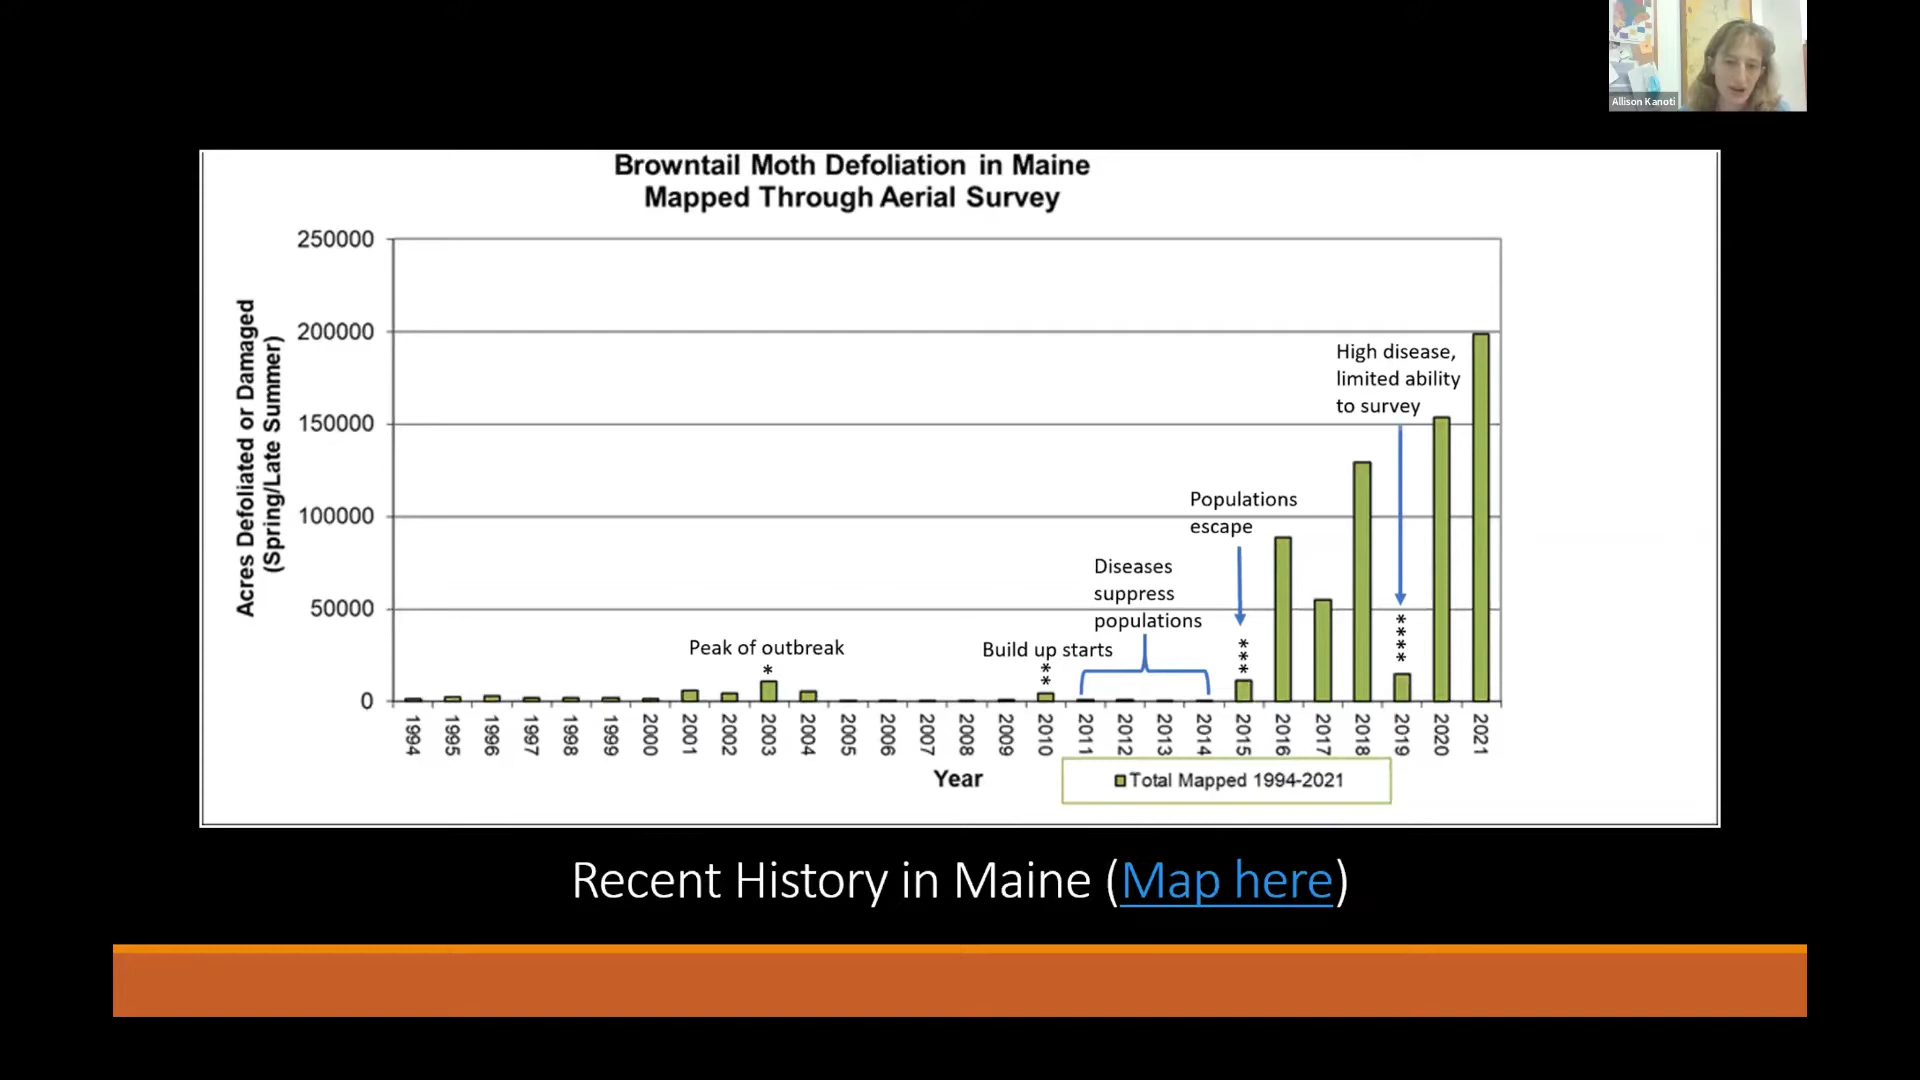 Allison Kanoti
Browntail Moth Defoliation in Maine
Mapped Through Aerial Survey
Acres Defoliated or Damaged
(Spring/Late Summer)
250000
200000
150000
100000
50000
0
High disease,
limited ability
to survey
****
Populations
escape
***
Diseases
suppress
populations
Build up starts
**
Peak of outbreak
*
1994
1995
1996
1997
1998
1999
2000
2001
2002
2003
2004
2005
2006
2007
2008
2009
2010
2011
2012
2013
2014
2015
2016
2017
2018
2019
2020
2021
Year
Total Mapped 1994-2021
Recent History in Maine (Map here)